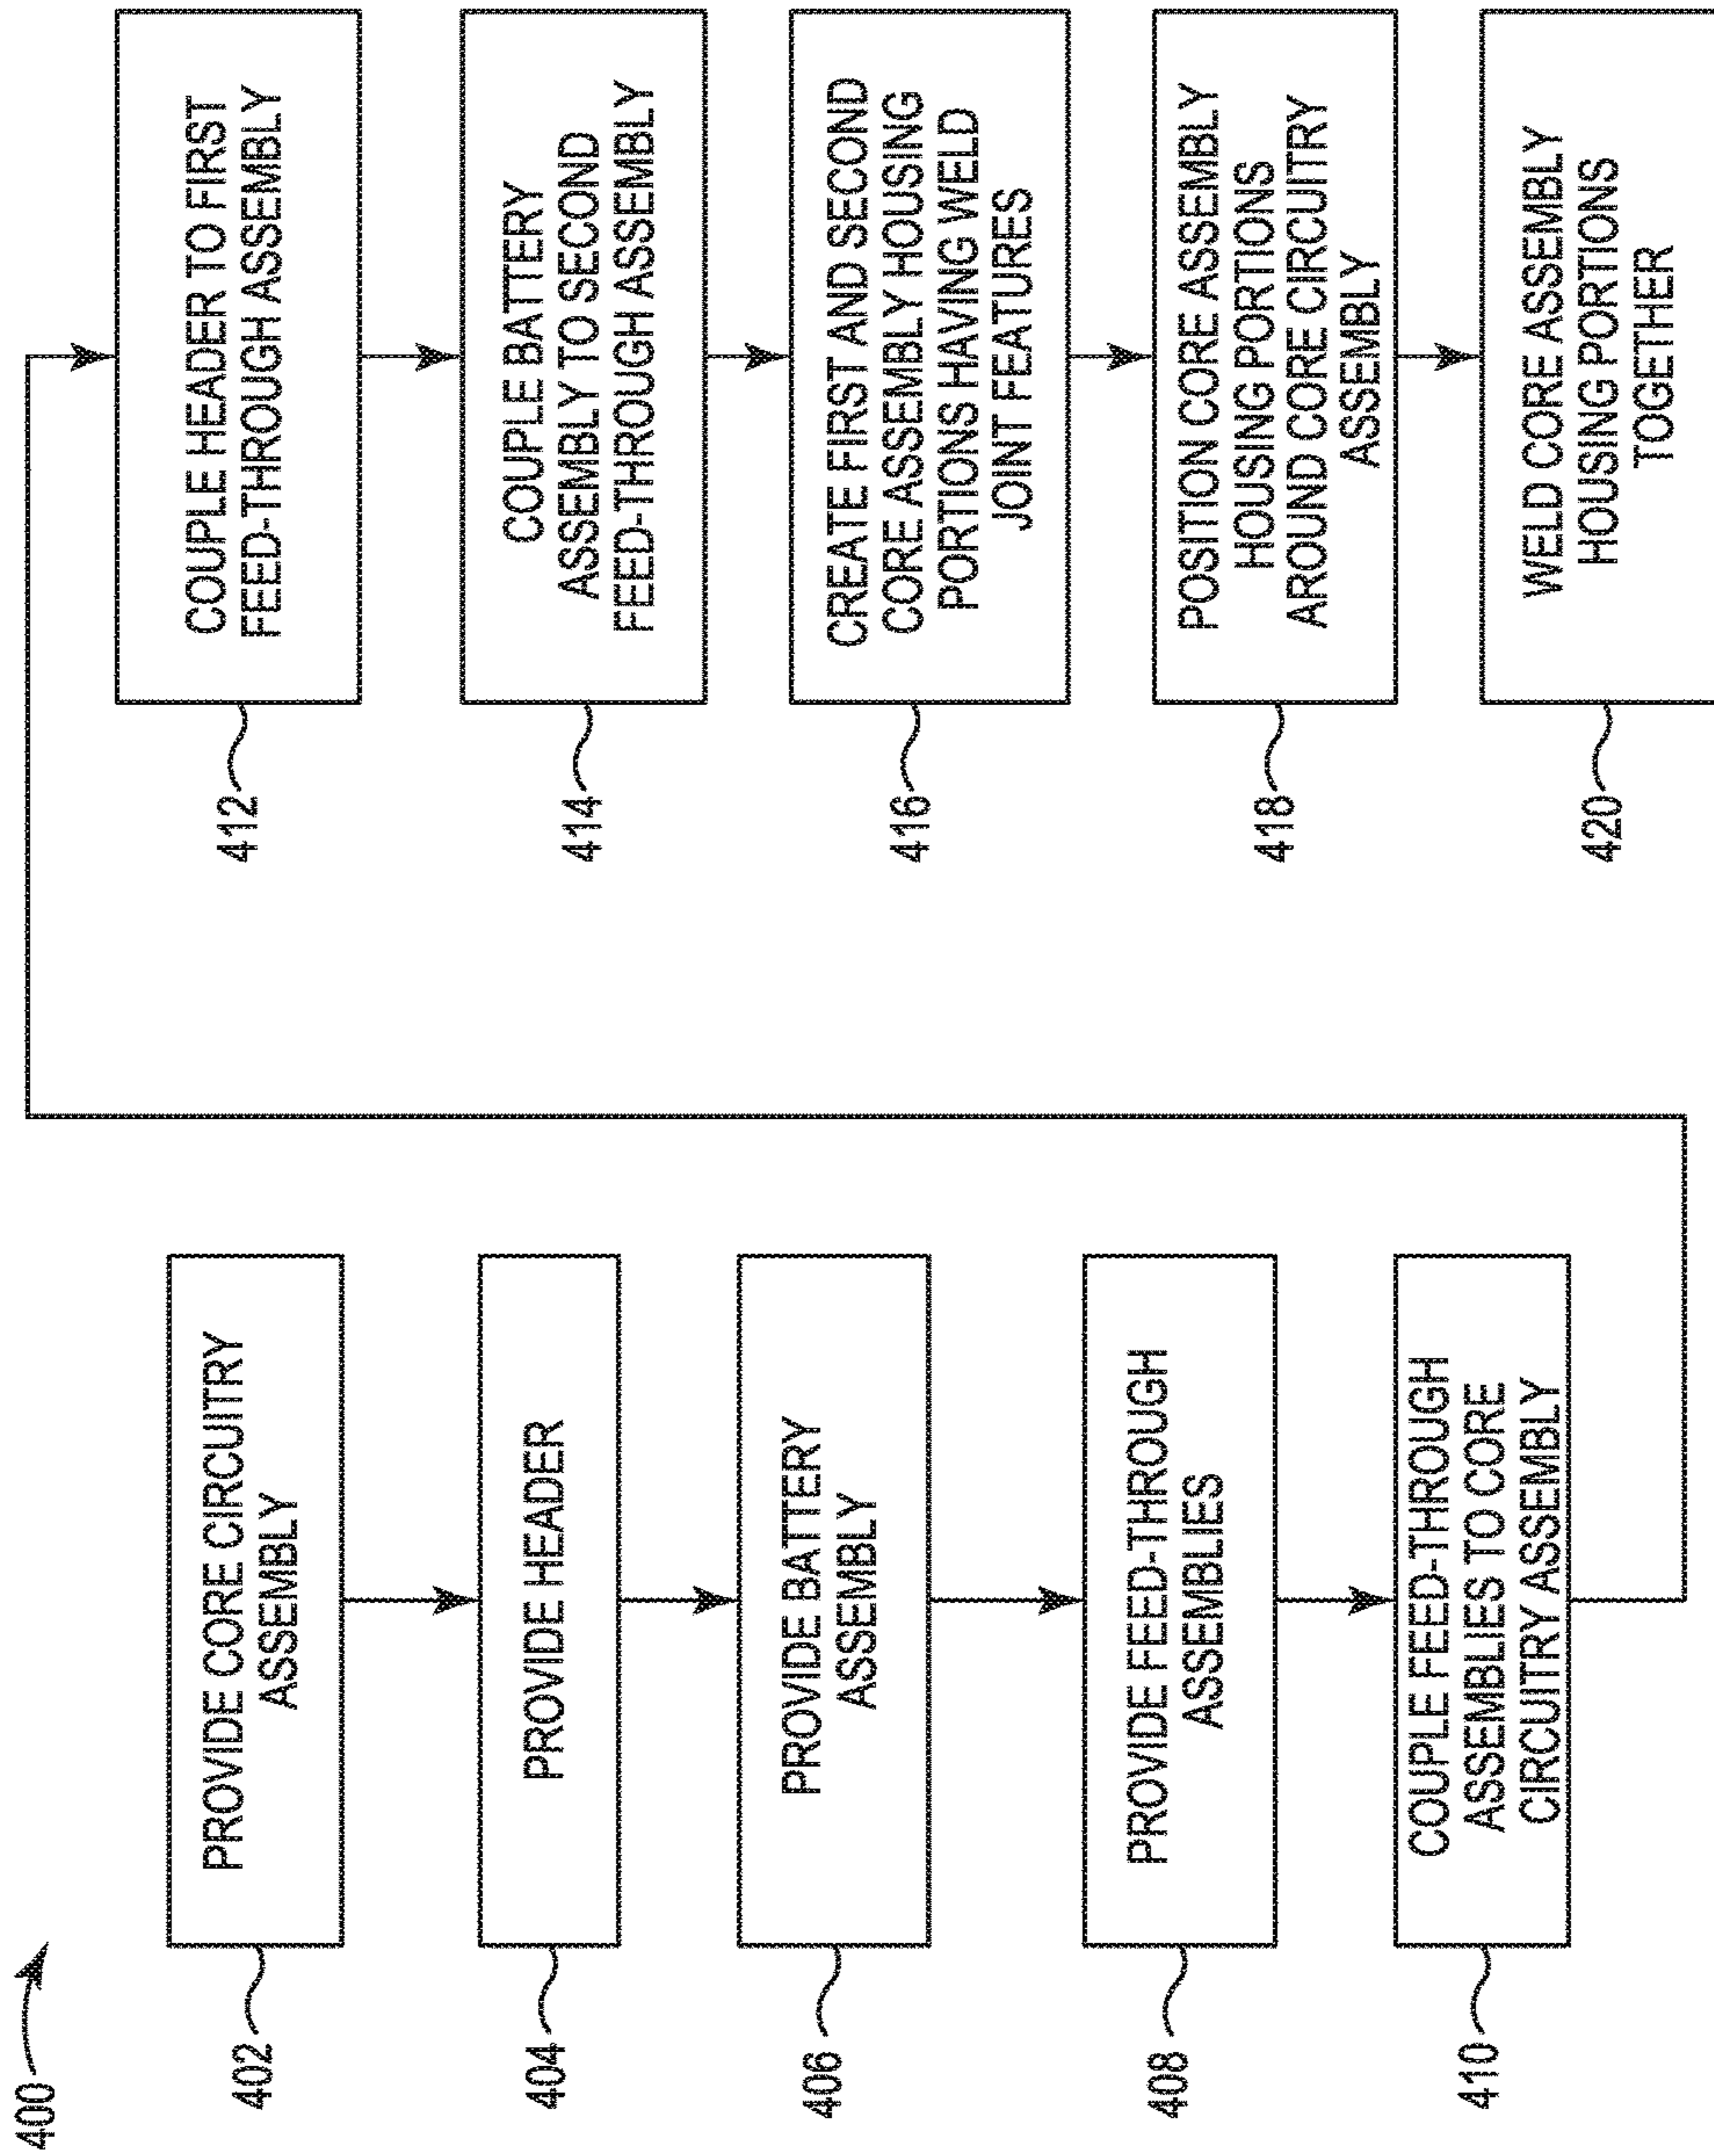 400
402
PROVIDE CORE CIRCUITRY
ASSEMBLY
404
PROVIDE HEADER
406
PROVIDE BATTERY
ASSEMBLY
408
PROVIDE FEED-THROUGH
ASSEMBLIES
410
COUPLE FEED-THROUGH
ASSEMBLIES TO CORE
CIRCUITRY ASSEMBLY
412
COUPLE HEADER TO FIRST
FEED-THROUGH ASSEMBLY
414
COUPLE BATTERY
ASSEMBLY TO SECOND
FEED-THROUGH ASSEMBLY
416
CREATE FIRST AND SECOND
CORE ASSEMBLY HOUSING
PORTIONS HAVING WELD
JOINT FEATURES
418
POSITION CORE ASSEMBLY
HOUSING PORTIONS
AROUND CORE CIRCUITRY
ASSEMBLY
420
WELD CORE ASSEMBLY
HOUSING PORTIONS
TOGETHER